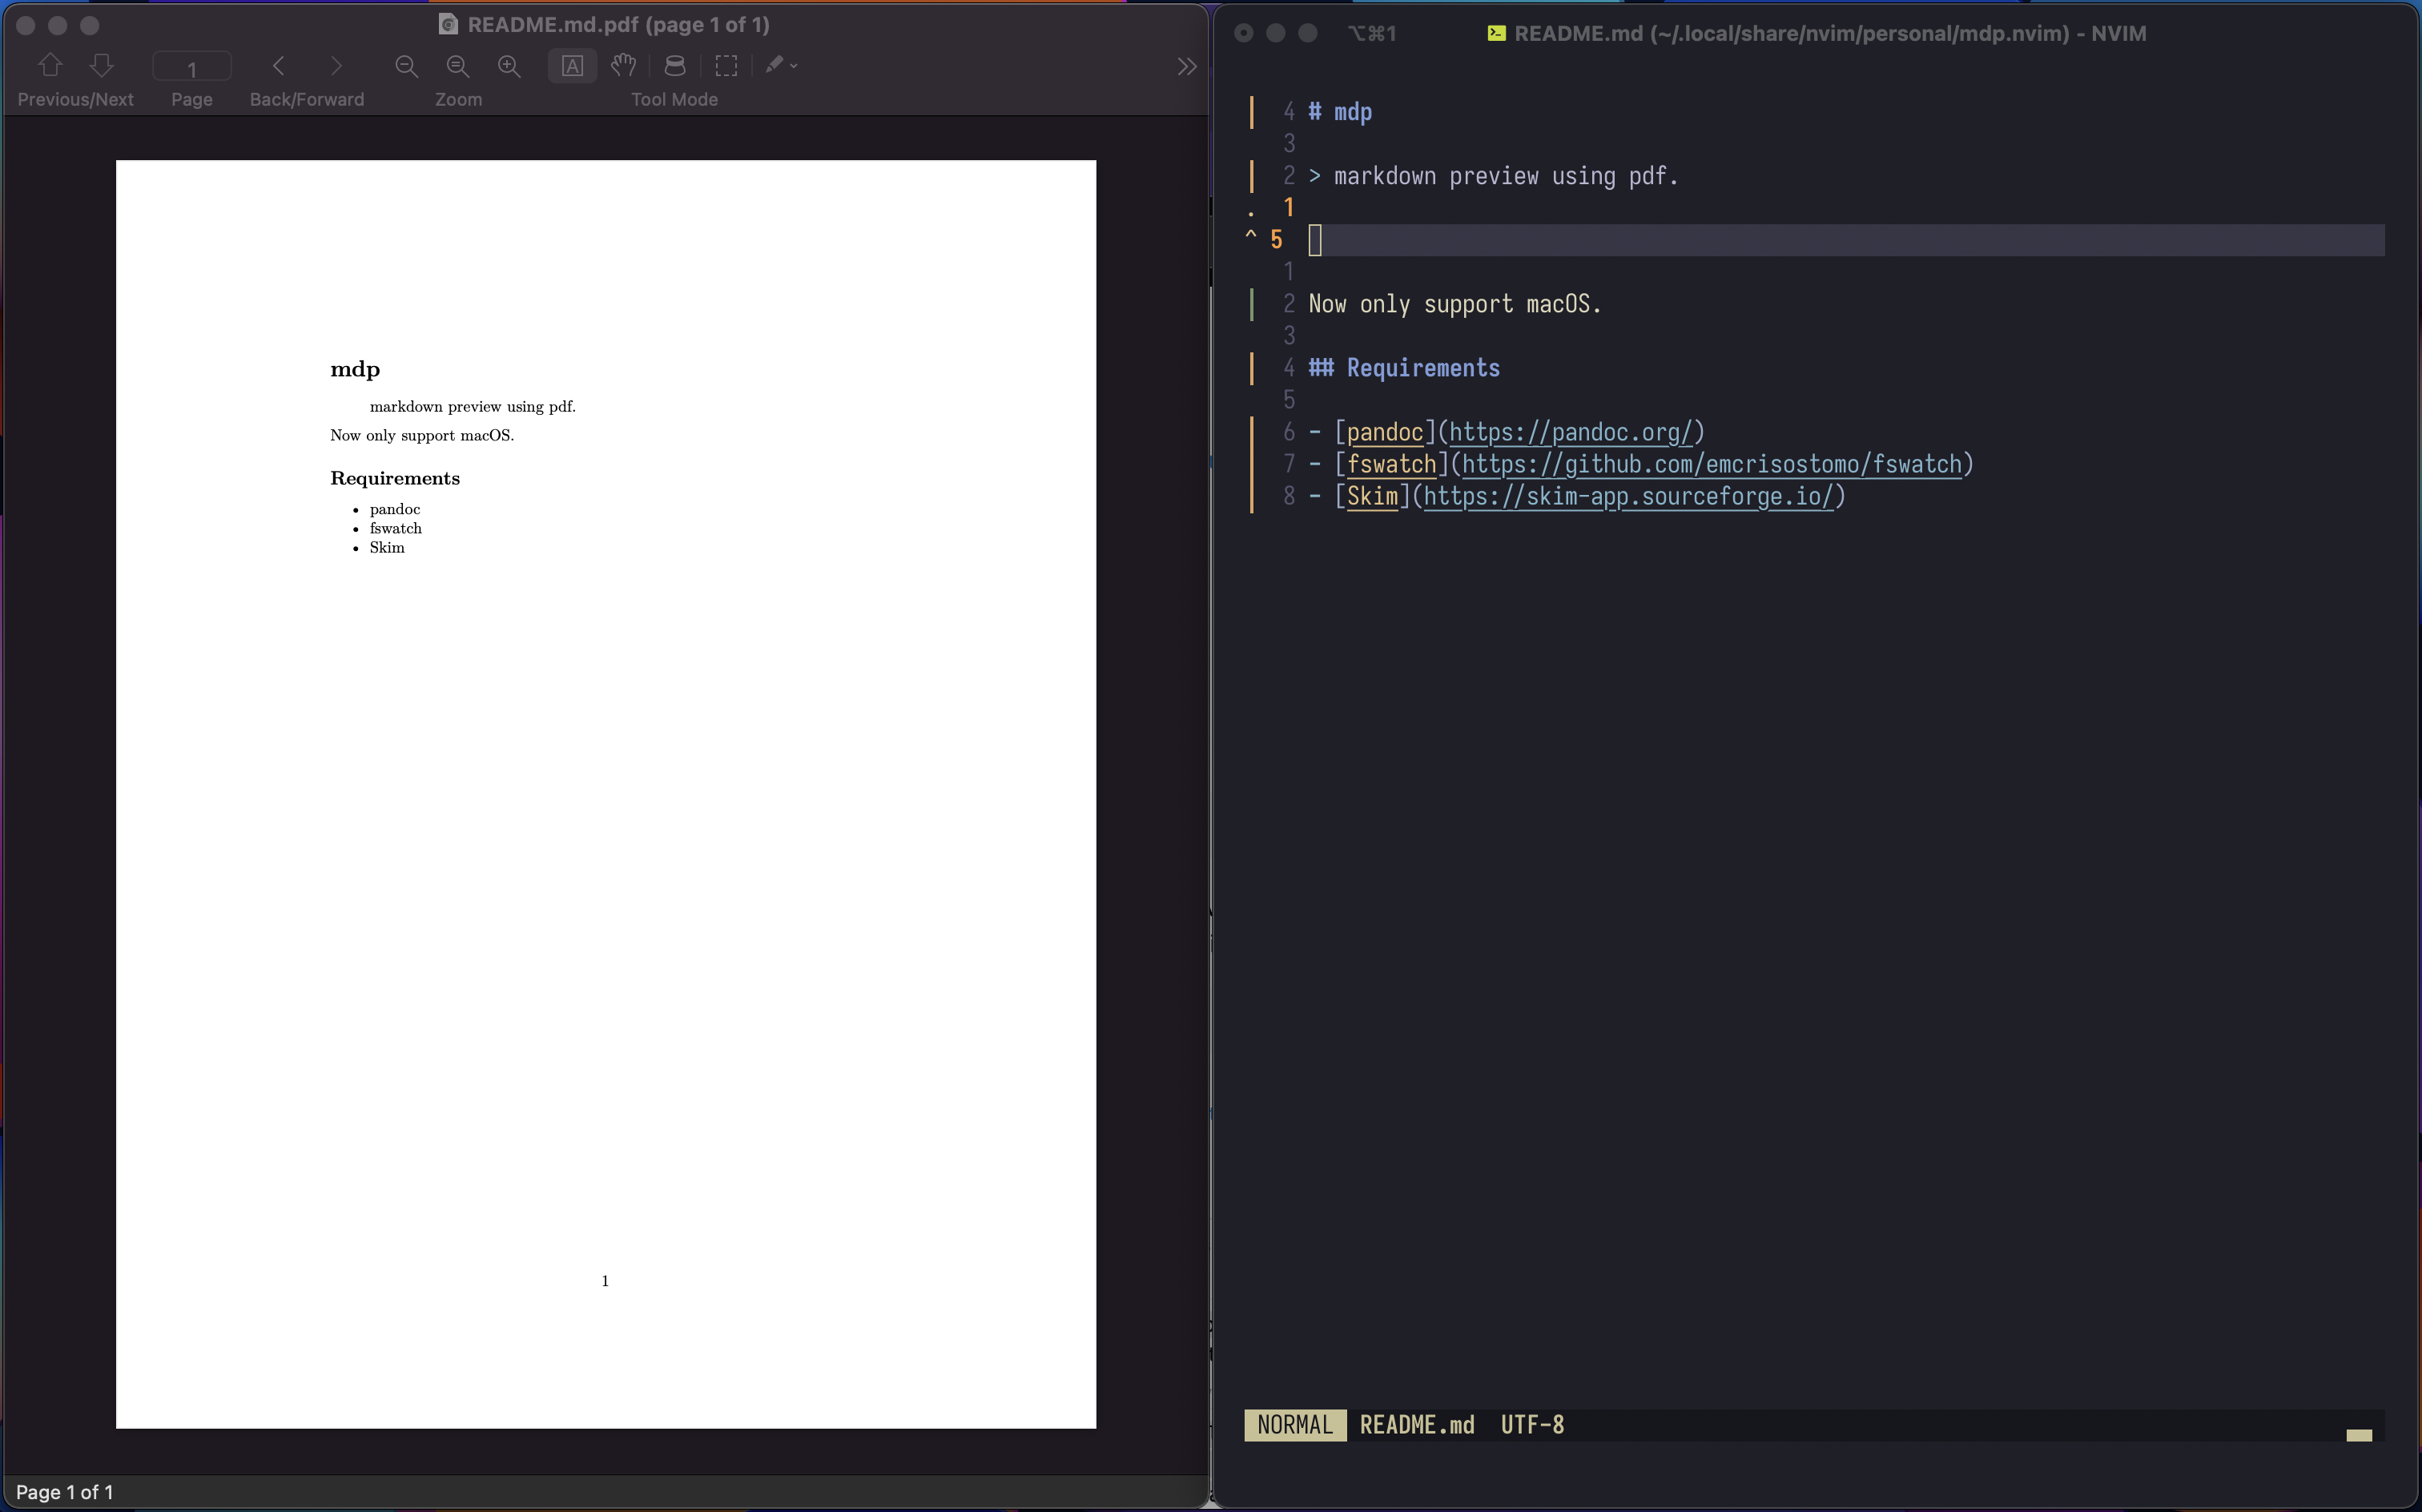 README.md.pdf (page 1 of 1)
1
Previous/Next Page Back/Forward Zoom Tool Mode
mdp
markdown preview using pdf.
Now only support macOS.
Requirements
• pandoc
• fswatch
• Skim
1
Page 1 of 1
⌥⌘1 README.md (~/.local/share/nvim/personal/mdp.nvim) - NVIM
4 # mdp
3
2 > markdown preview using pdf.
. 1
^ 5
1
2 Now only support macOS.
3
4 ## Requirements
5
6 - [pandoc](https://pandoc.org/)
7 - [fswatch](https://github.com/emcrisostomo/fswatch)
8 - [Skim](https://skim-app.sourceforge.io/)
NORMAL README.md UTF-8